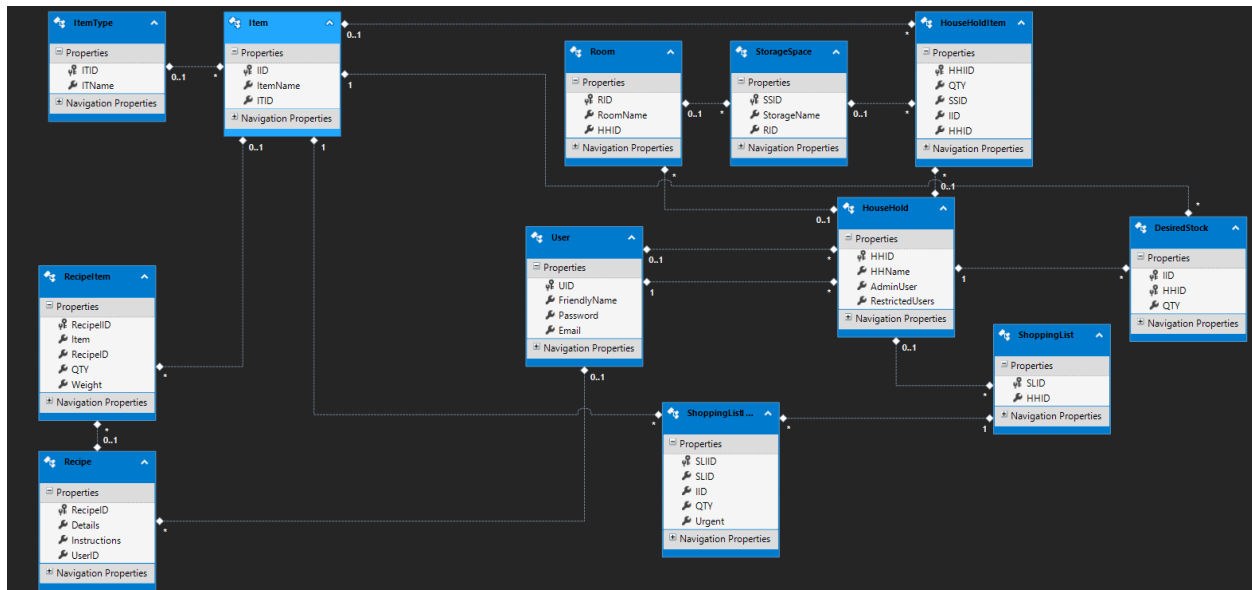 ItemType
Properties
ITID
ITName
Navigation Properties
0..1
*
Item
Properties
IID
ItemName
ITID
Navigation Properties
0..1
*
1
0..1
1
Room
Properties
RID
RoomName
HHID
Navigation Properties
0..1
*
*
StorageSpace
Properties
SSID
StorageName
RID
Navigation Properties
0..1
*
HouseHoldItem
Properties
HHIID
QTY
SSID
IID
HHID
Navigation Properties
*
0..1
0..1
HouseHold
Properties
HHID
HHName
AdminUser
RestrictedUsers
Navigation Properties
*
DesiredStock
Properties
IID
HHID
QTY
Navigation Properties
1
*
User
Properties
UID
FriendlyName
Password
Email
Navigation Properties
0..1
*
1
*
0..1
RecipeItem
Properties
RecipeIID
Item
RecipeID
QTY
Weight
Navigation Properties
*
*
0..1
Recipe
Properties
RecipeID
Details
Instructions
UserID
Navigation Properties
*
ShoppingListI...
Properties
SLIID
SLID
IID
QTY
Urgent
Navigation Properties
*
*
1
ShoppingList
Properties
SLID
HHID
Navigation Properties
0..1
*